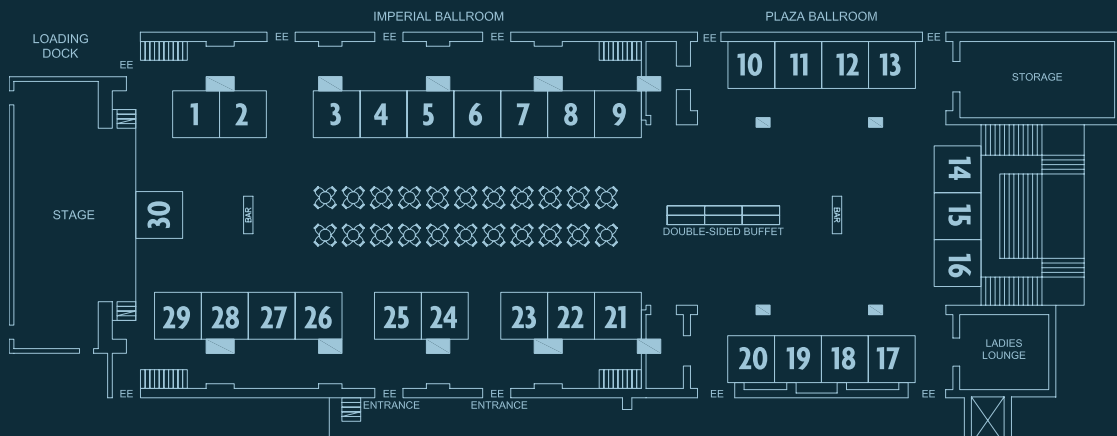 IMPERIAL BALLROOM
PLAZA BALLROOM
LOADING
DOCK
EE
EE
EE
EE
EE
EE
10
11
12
13
STORAGE
1
2
3
4
5
6
7
8
9
14
15
16
STAGE
30
BAR
DOUBLE-SIDED BUFFET
BAR
29
28
27
26
25
24
23
22
21
20
19
18
17
LADIES
LOUNGE
EE
EE
EE
EE
EE
ENTRANCE
ENTRANCE